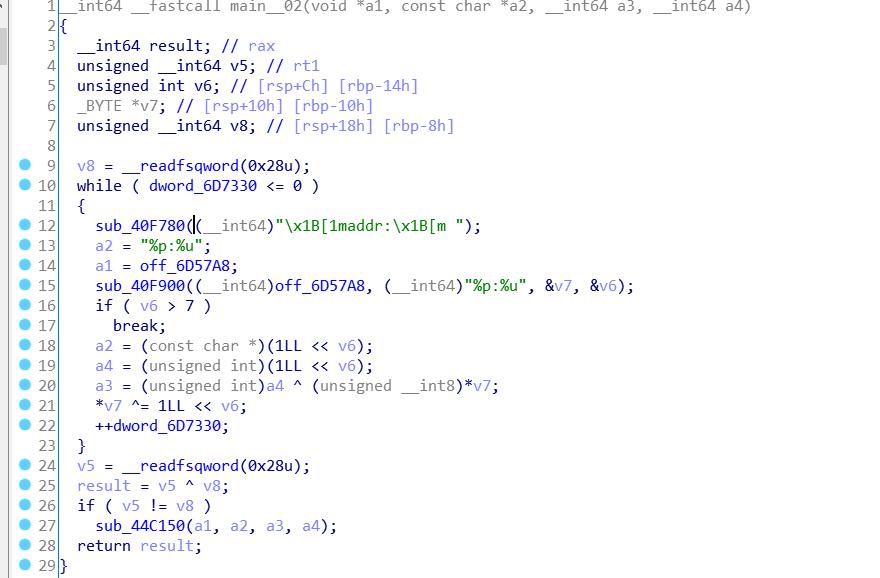 1 __int64 __fastcall main__02(void *a1, const char *a2, __int64 a3, __int64 a4)
2 {
3 __int64 result; // rax
4 unsigned __int64 v5; // rt1
5 unsigned int v6; // [rsp+Ch] [rbp-14h]
6 _BYTE *v7; // [rsp+10h] [rbp-10h]
7 unsigned __int64 v8; // [rsp+18h] [rbp-8h]
8
9 v8 = __readfsqword(0x28u);
10 while ( dword_6D7330 <= 0 )
11 {
12 sub_40F780((__int64)"\x1B[1maddr:\x1B[m ");
13 a2 = "%p:%u";
14 a1 = off_6D57A8;
15 sub_40F900((__int64)off_6D57A8, (__int64)"%p:%u", &v7, &v6);
16 if ( v6 > 7 )
17 break;
18 a2 = (const char *)(1LL << v6);
19 a4 = (unsigned int)(1LL << v6);
20 a3 = (unsigned int)a4 ^ (unsigned __int8)*v7;
21 *v7 ^= 1LL << v6;
22 ++dword_6D7330;
23 }
24 v5 = __readfsqword(0x28u);
25 result = v5 ^ v8;
26 if ( v5 != v8 )
27 sub_44C150(a1, a2, a3, a4);
28 return result;
29 }